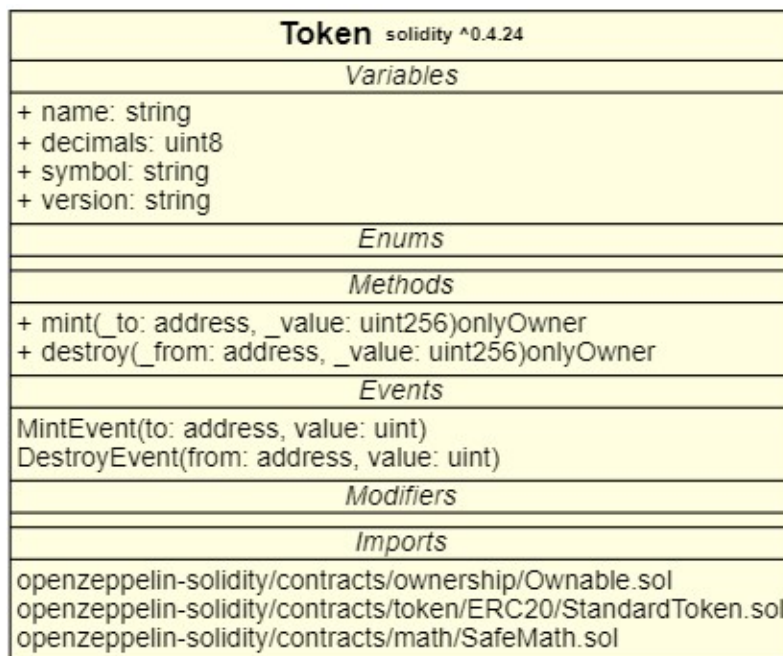 Token solidity ^0.4.24
Variables
+ name: string
+ decimals: uint8
+ symbol: string
+ version: string
Enums
Methods
+ mint(_to: address, _value: uint256)onlyOwner
+ destroy(_from: address, _value: uint256)onlyOwner
Events
MintEvent(to: address, value: uint)
DestroyEvent(from: address, value: uint)
Modifiers
Imports
openzeppelin-solidity/contracts/ownership/Ownable.sol
openzeppelin-solidity/contracts/token/ERC20/StandardToken.sol
openzeppelin-solidity/contracts/math/SafeMath.sol